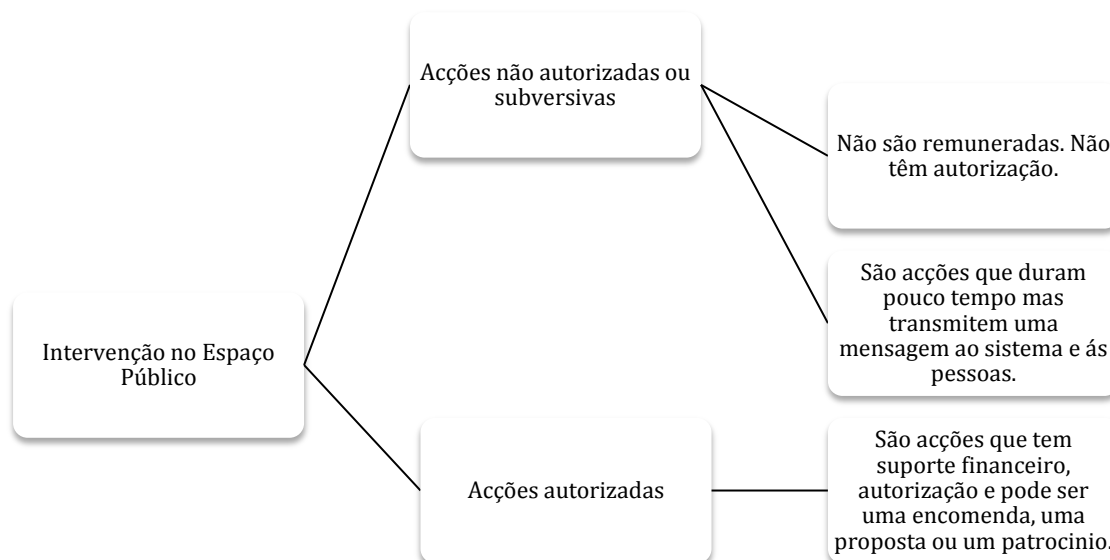 Acções não autorizadas ou
subversivas
Não são remuneradas. Não
têm autorização.
São acções que duram
pouco tempo mas
transmitem uma
mensagem ao sistema e ás
pessoas.
Intervenção no Espaço
Público
Acções autorizadas
São acções que tem
suporte financeiro,
autorização e pode ser
uma encomenda, uma
proposta ou um patrocinio.